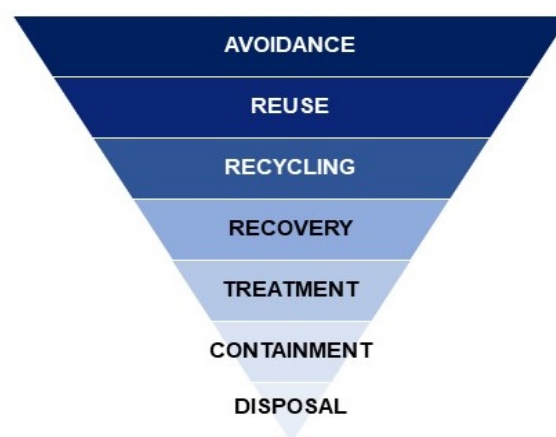 AVOIDANCE
REUSE
RECYCLING
RECOVERY
TREATMENT
CONTAINMENT
DISPOSAL